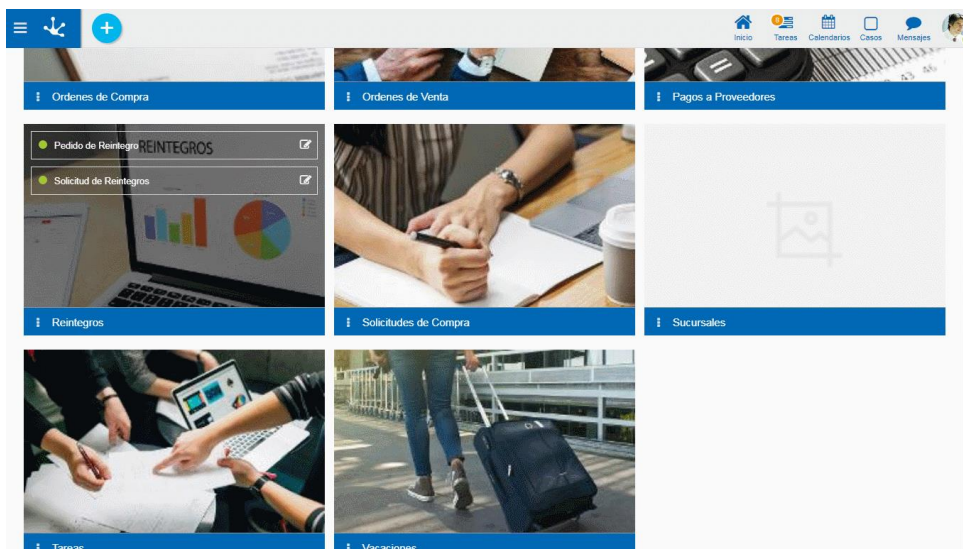 Inicio
Tareas
Calendarios
Casos
Mensajes
Ordenes de Compra
Ordenes de Venta
Pagos a Proveedores
Pedido de Reintegro
REINTEGROS
Solicitud de Reintegros
Reintegros
Solicitudes de Compra
Sucursales
Tareas
Vacaciones